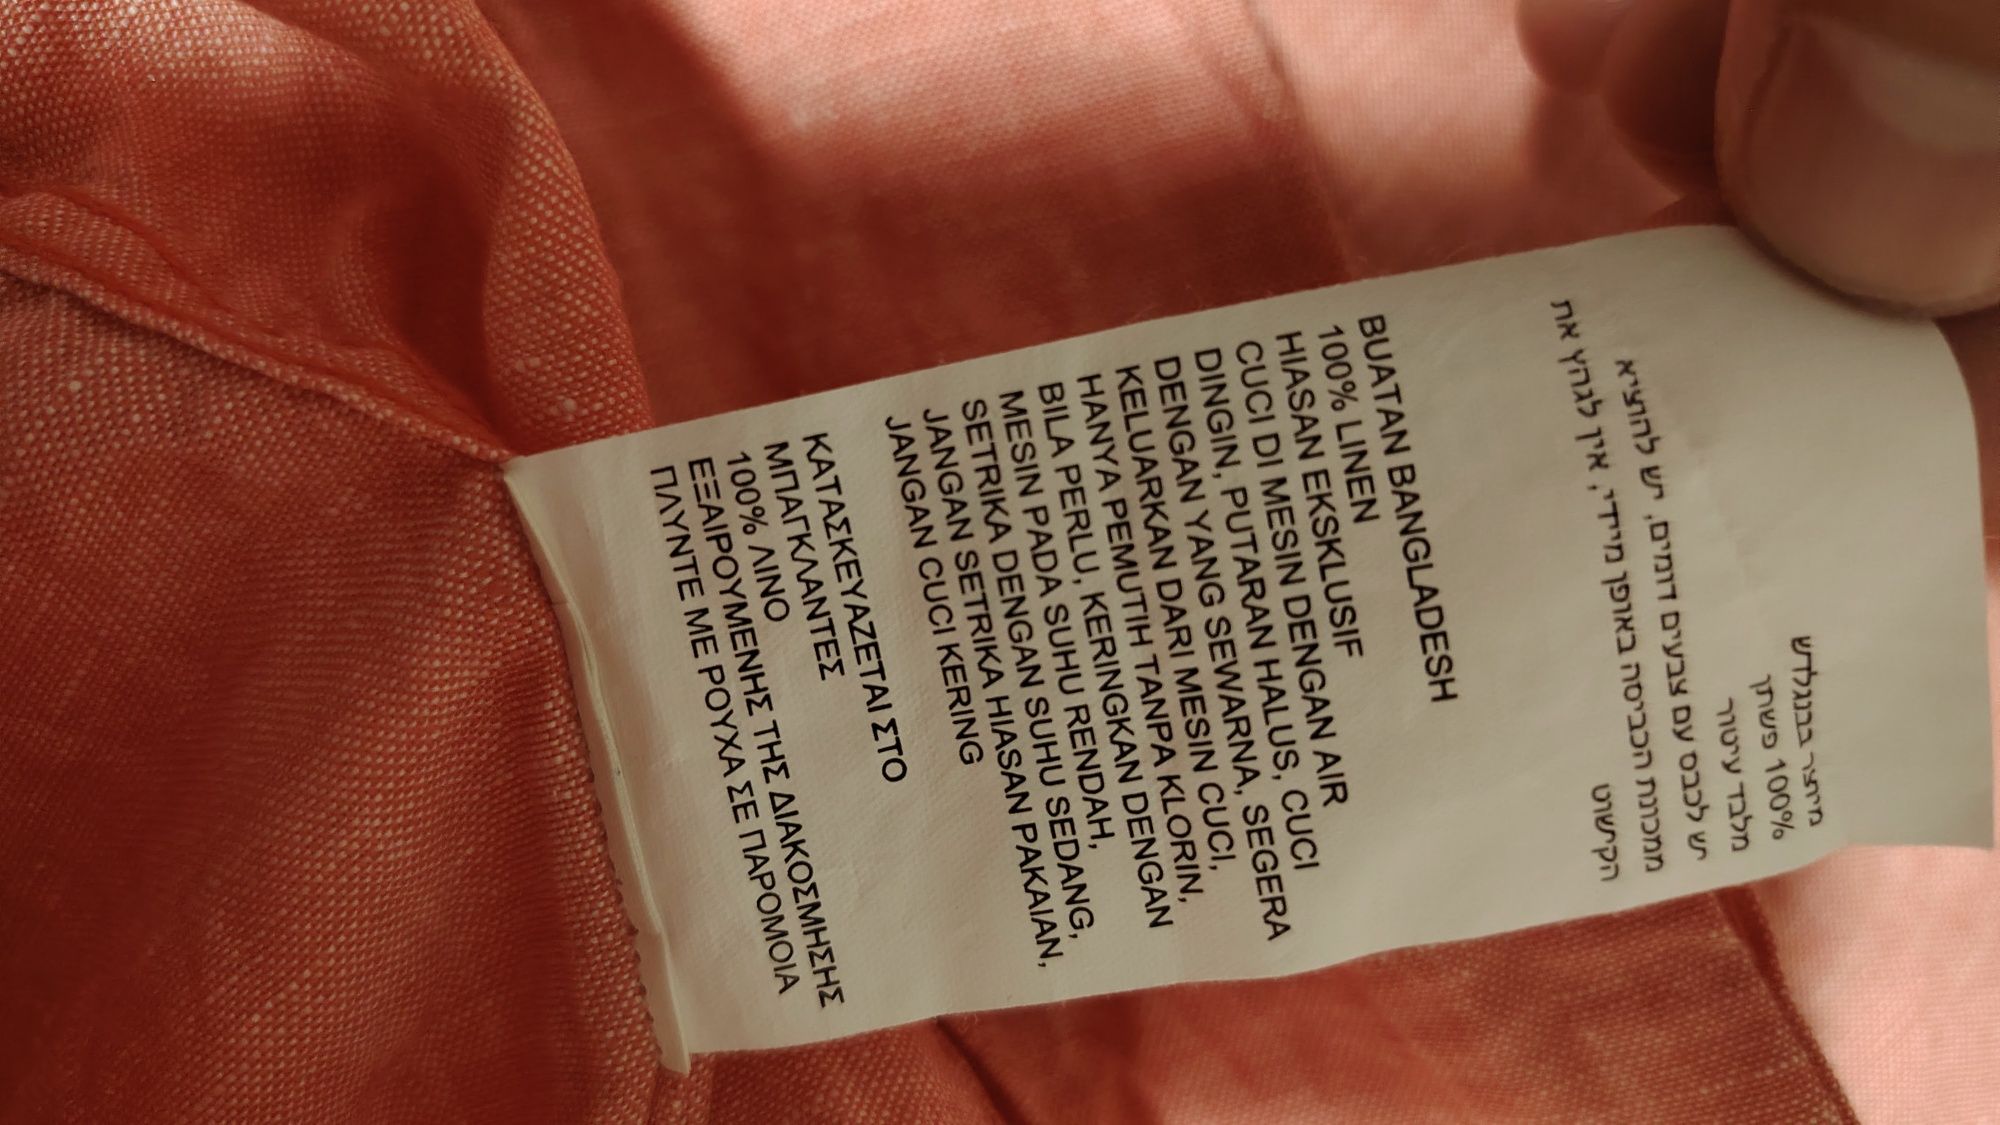 מיוצר בבנגלדש
100% פשתן
מלבד עיטור
יש לכבס עם צבעים דומים, יש להוציא
ממכונת הכביסה באופן מיידי, אין לגהץ את
הקישוט
BUATAN BANGLADESH
100% LINEN
HIASAN EKSKLUSIF
CUCI DI MESIN DENGAN AIR
DINGIN, PUTARAN HALUS, CUCI
DENGAN YANG SEWARNA, SEGERA
KELUARKAN DARI MESIN CUCI,
HANYA PEMUTIH TANPA KLORIN,
BILA PERLU, KERINGKAN DENGAN
MESIN PADA SUHU RENDAH,
SETRIKA DENGAN SUHU SEDANG,
JANGAN SETRIKA HIASAN PAKAIAN,
JANGAN CUCI KERING
ΚΑΤΑΣΚΕΥΑΖΕΤΑΙ ΣΤΟ
ΜΠΑΓΚΛΑΝΤΕΣ
100% ΛΙΝΟ
ΕΞΑΙΡΟΥΜΕΝΗΣ ΤΗΣ ΔΙΑΚΟΣΜΗΣΗΣ
ΠΛΥΝΤΕ ΜΕ ΡΟΥΧΑ ΣΕ ΠΑΡΟΜΟΙΑ